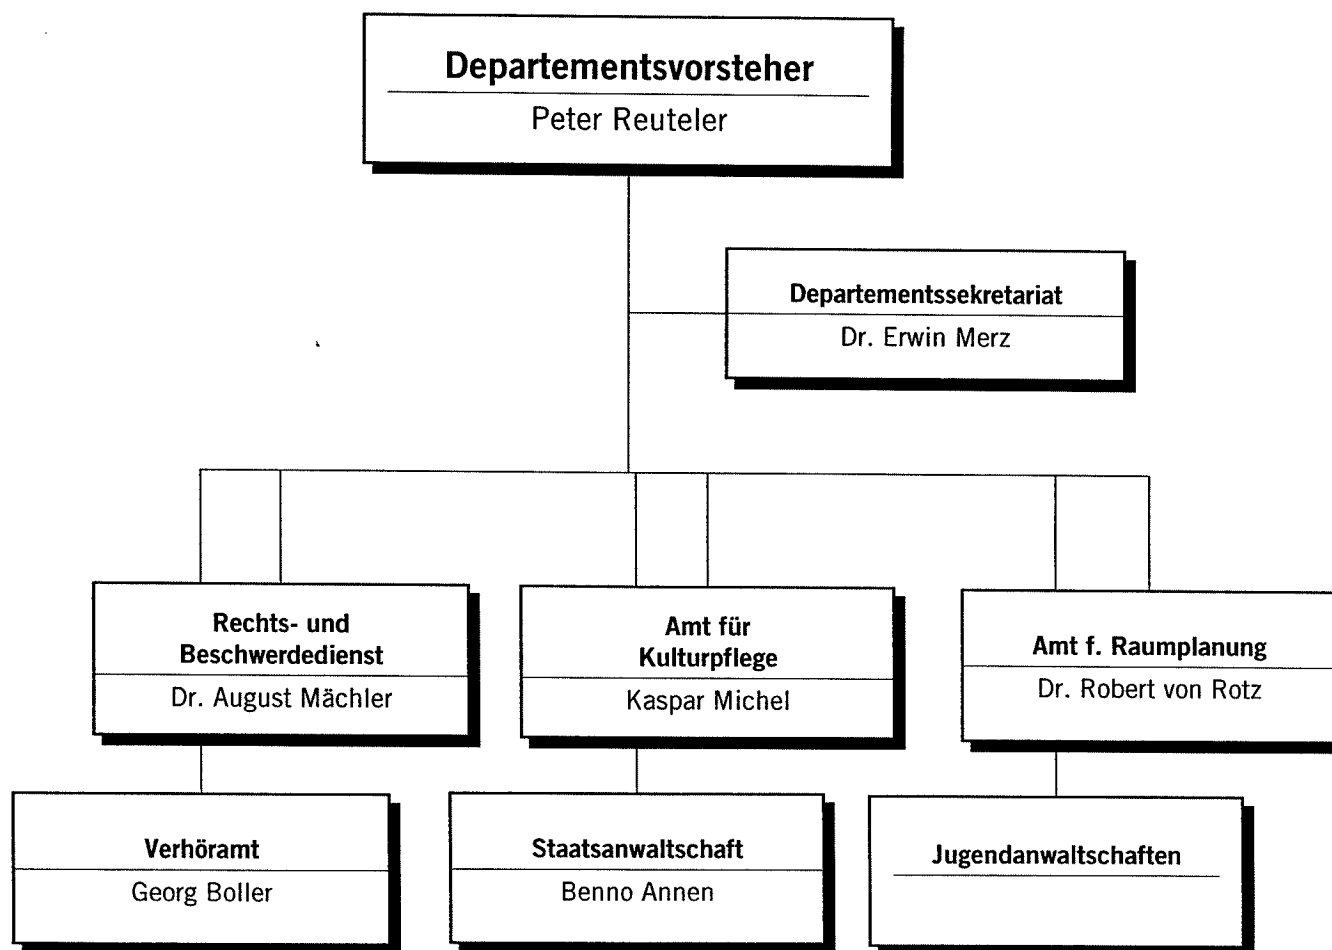 Departementsvorsteher
Peter Reuteler
Departementssekretariat
Dr. Erwin Merz
Rechts- und
Beschwerdedienst
Dr. August Mächler
Amt für
Kulturpflege
Kaspar Michel
Amt f. Raumplanung
Dr. Robert von Rotz
Verhöramt
Georg Boller
Staatsanwaltschaft
Benno Annen
Jugendanwaltschaften